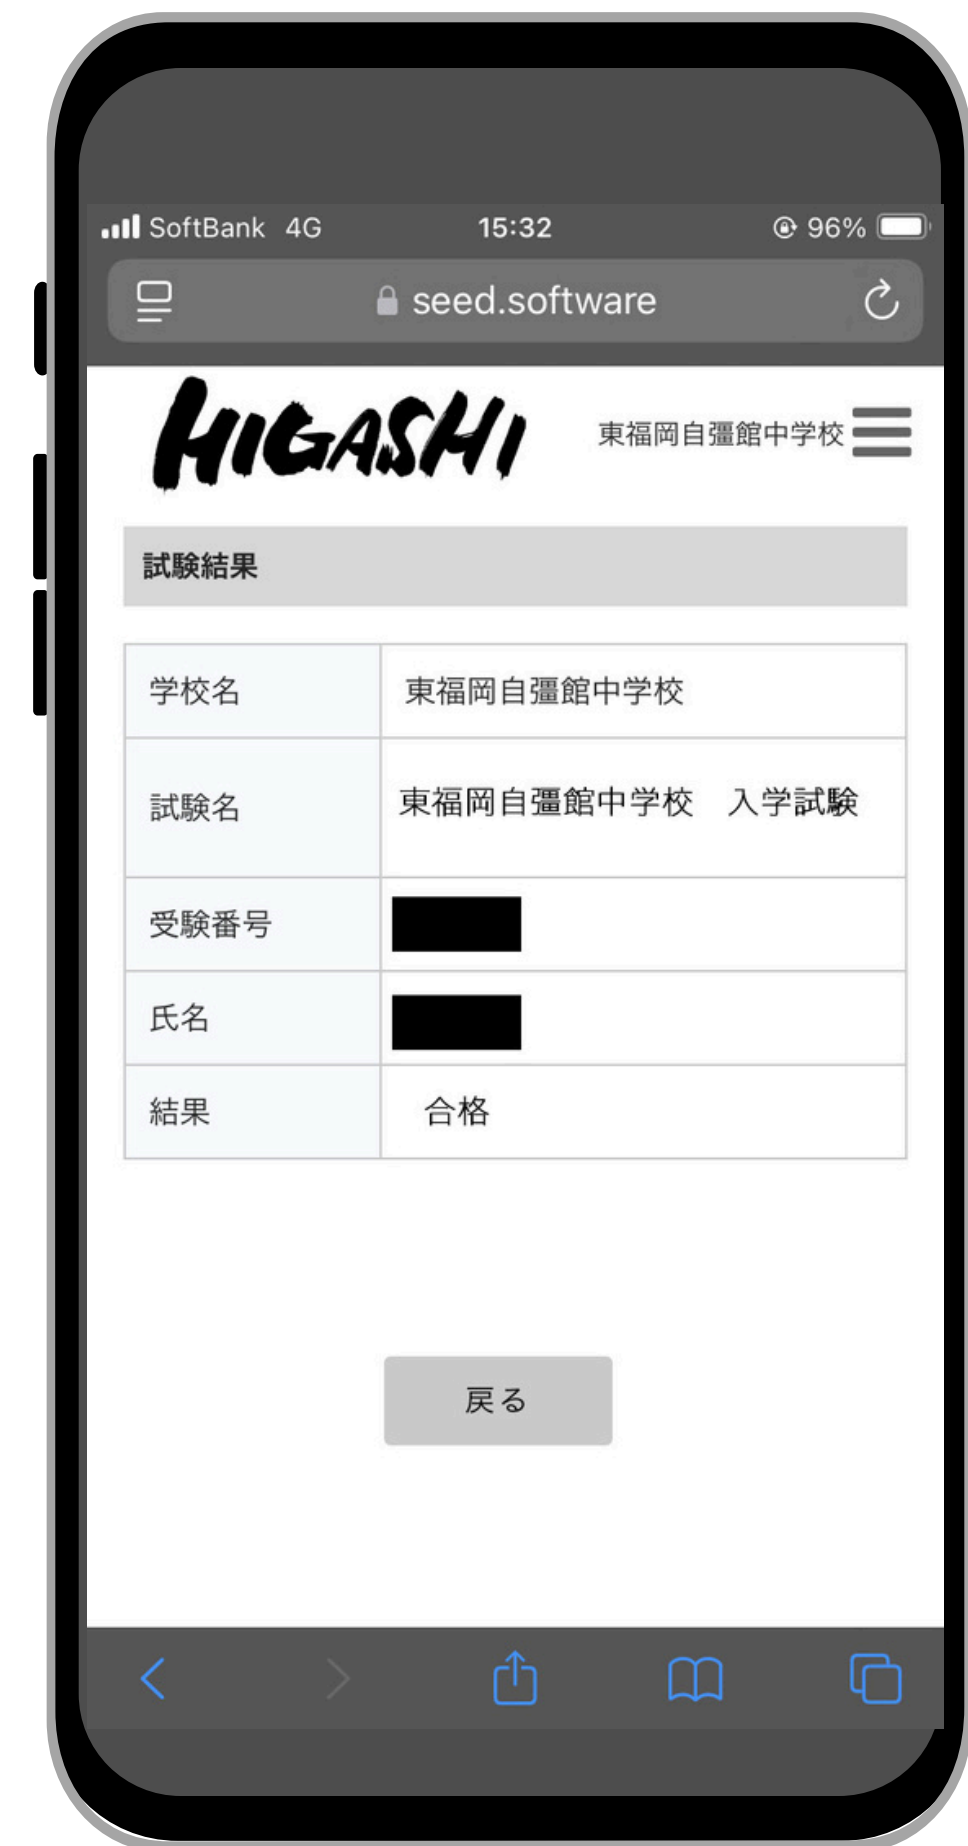 SoftBank 4G 15:32 96%
seed.software
HIGASHI 東福岡自彊館中学校
試験結果
学校名 東福岡自彊館中学校
試験名 東福岡自彊館中学校 入学試験
受験番号
氏名
結果 合格
戻る